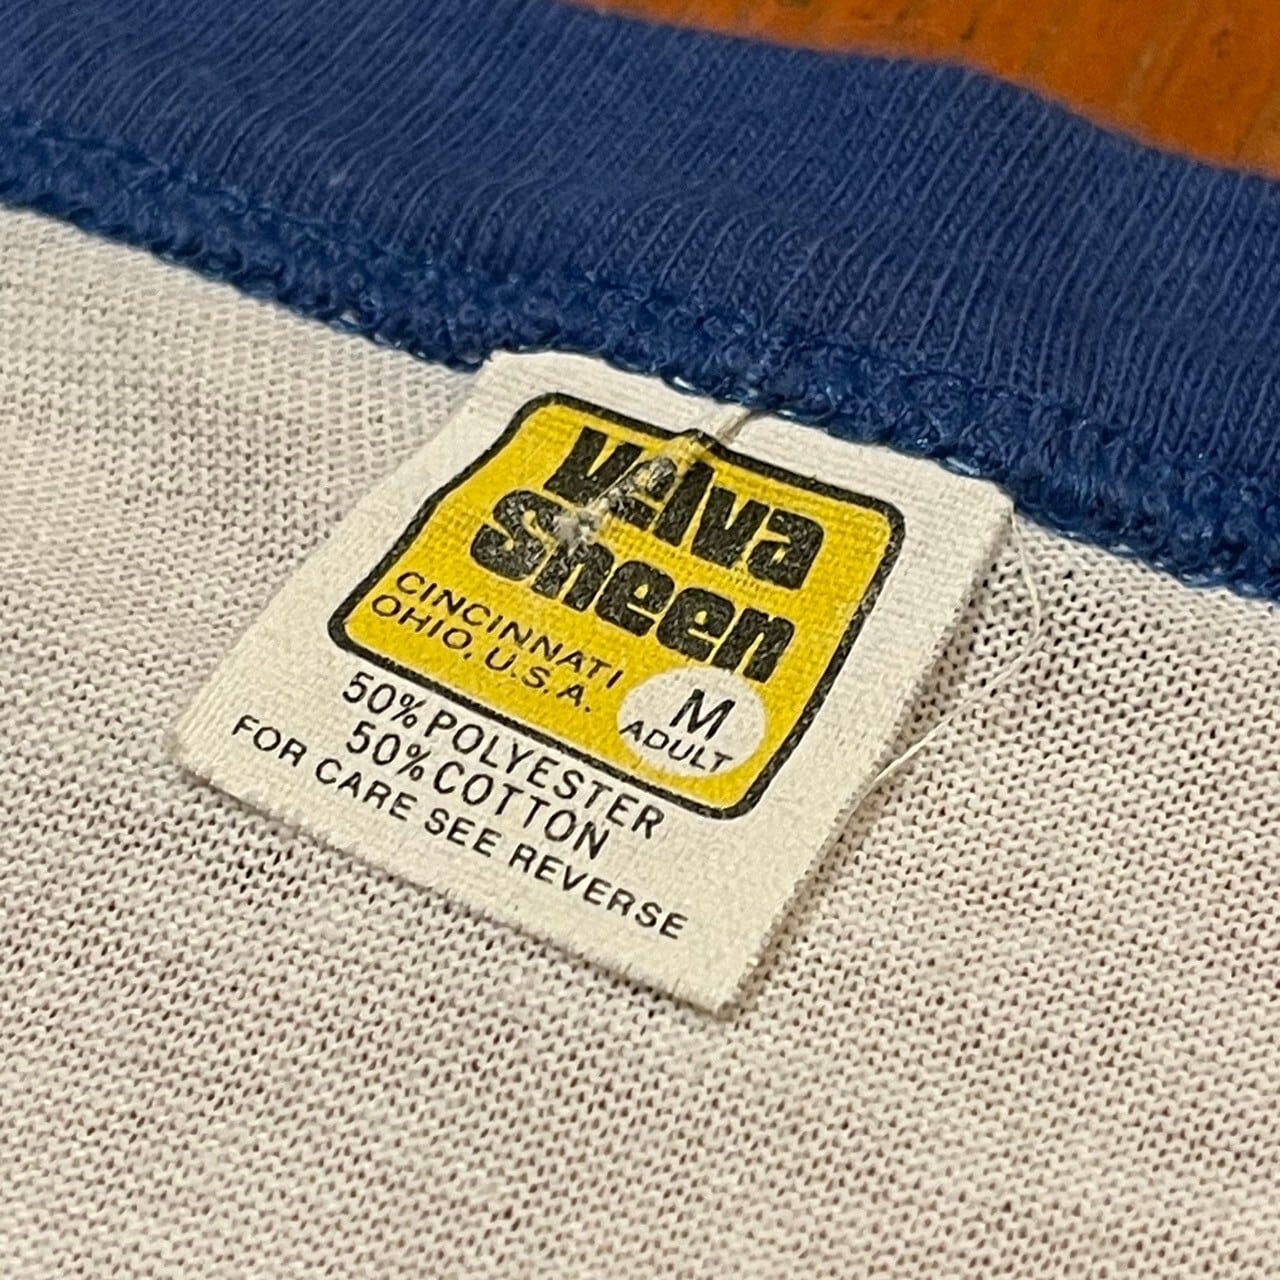 Velva
Sheen
CINCINNATI
OHIO, U.S.A.
M
ADULT
50% POLYESTER
50% COTTON
FOR CARE SEE REVERSE